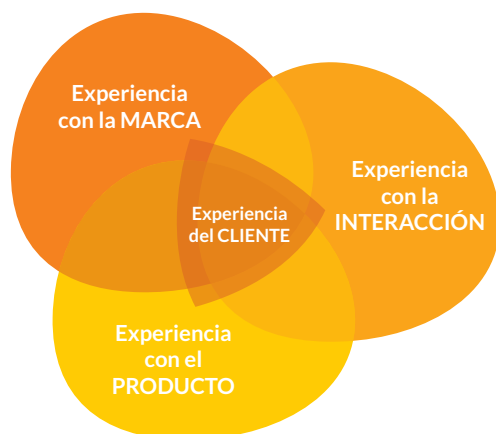 Experiencia
con la MARCA
Experiencia
con la
INTERACCIÓN
Experiencia
del CLIENTE
Experiencia
con el
PRODUCTO